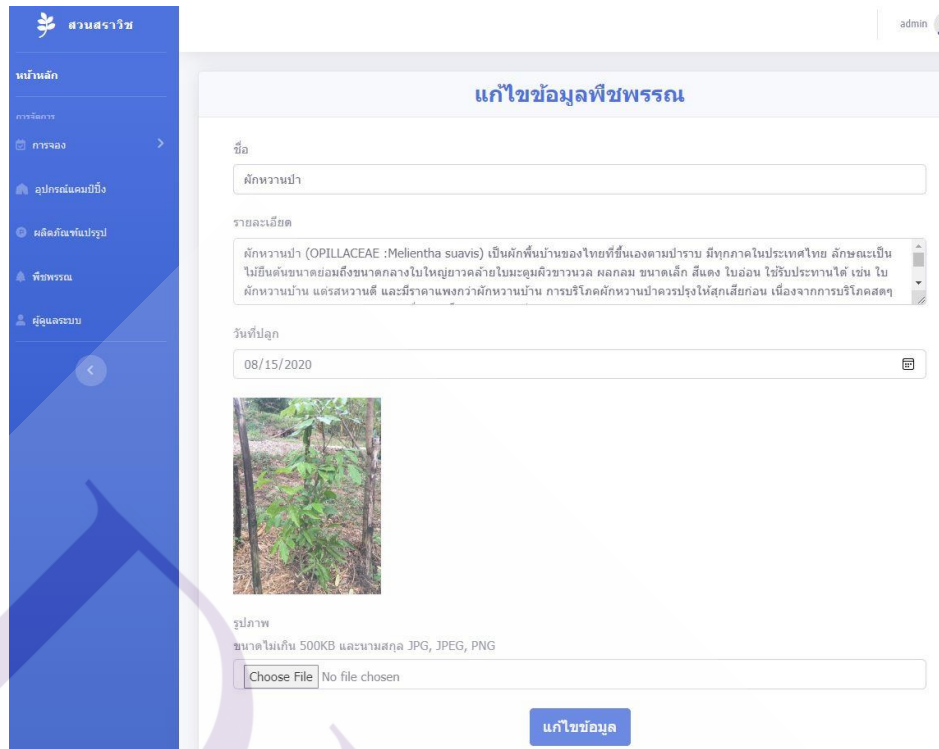 สวนสราวิช
admin
หน้าหลัก
แก้ไขข้อมูลพืชพรรณ
การจัดการ
การจอง
ชื่อ
ผักหวานป่า
อุปกรณ์แคมป์ปิ้ง
รายละเอียด
ผลิตภัณฑ์แปรรูป
ผักหวานป่า (OPILLACEAE :Melientha suavis) เป็นผักพื้นบ้านของไทยที่ขึ้นเองตามป่าราบ มีทุกภาคในประเทศไทย ลักษณะเป็น
ไม้ยืนต้นขนาดย่อมถึงขนาดกลางใบใหญ่ยาวคล้ายใบมะตูมผิวขาวนวล ผลกลม ขนาดเล็ก สีแดง ใบอ่อน ใช้รับประทานได้ เช่น ใบ
ผักหวานบ้าน แต่รสหวานดี และมีราคาแพงกว่าผักหวานบ้าน การบริโภคผักหวานป่าควรปรุงให้สุกเสียก่อน เนื่องจากการบริโภคสดๆ
พืชพรรณ
ผู้ดูแลระบบ
วันที่ปลูก
08/15/2020
รูปภาพ
ขนาดไม่เกิน 500KB และนามสกุล JPG, JPEG, PNG
Choose File No file chosen
แก้ไขข้อมูล